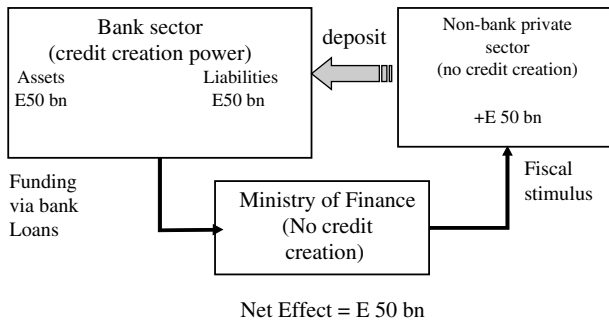 Bank sector
(credit creation power)
Assets Liabilities
E50 bn E50 bn
deposit
Non-bank private
sector
(no credit creation)
+E 50 bn
Funding
via bank
Loans
Ministry of Finance
(No credit
creation)
Fiscal
stimulus
Net Effect = E 50 bn